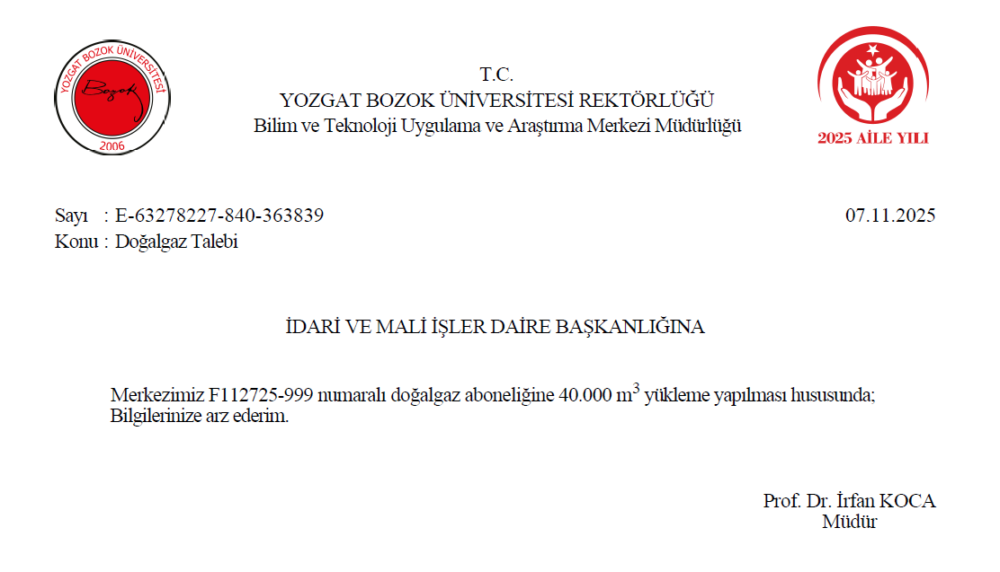 YOZGAT BOZOK ÜNİVERSİTESİ
Bozok
2006
T.C.
YOZGAT BOZOK ÜNİVERSİTESİ REKTÖRLÜĞÜ
Bilim ve Teknoloji Uygulama ve Araştırma Merkezi Müdürlüğü
2025 AİLE YILI
Sayı : E-63278227-840-363839
07.11.2025
Konu : Doğalgaz Talebi
İDARİ VE MALİ İŞLER DAİRE BAŞKANLIĞINA
Merkezimiz F112725-999 numaralı doğalgaz aboneliğine 40.000 m³ yükleme yapılması hususunda;
Bilgilerinize arz ederim.
Prof. Dr. İrfan KOCA
Müdür